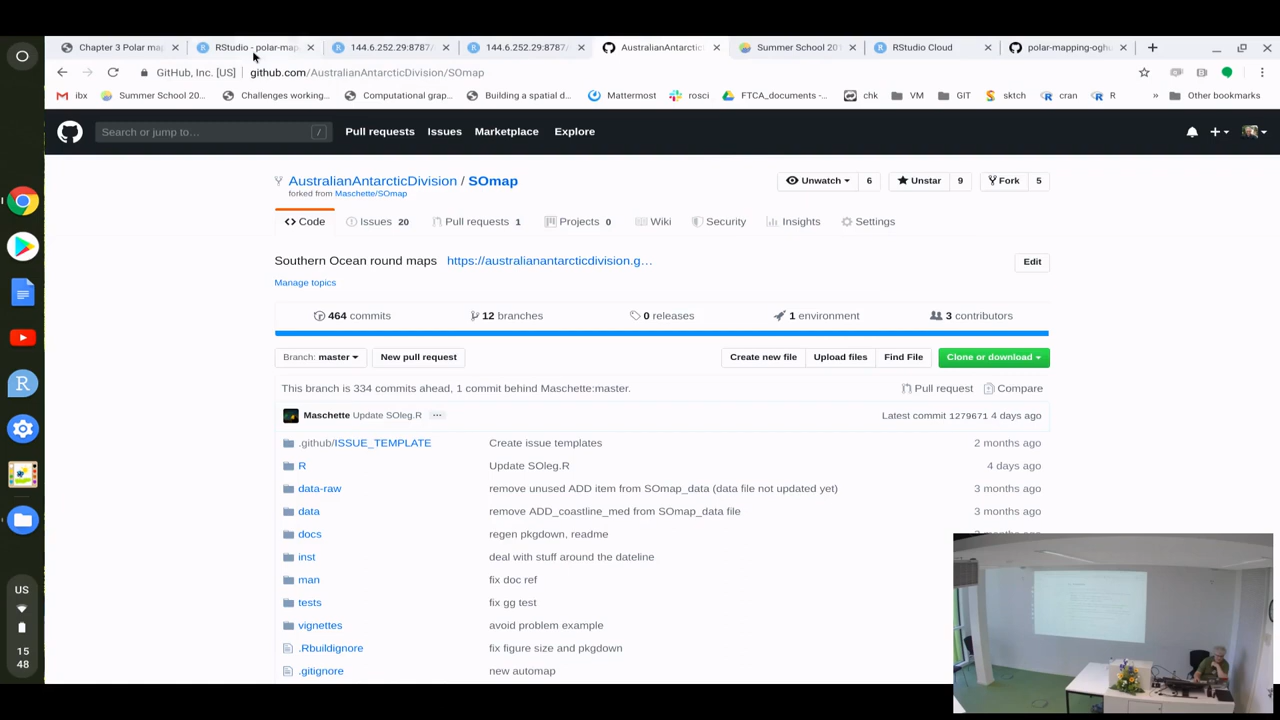 Chapter 3 Polar ma
RStudio - polar-map
144.6.252.29:8787/
144.6.252.29:8787/
AustralianAntarctic
Summer School 201
RStudio Cloud
polar-mapping-oghu
GitHub, Inc. [US]
github.com/AustralianAntarcticDivision/SOmap
ibx
Summer School 20...
Challenges working...
Computational grap...
Building a spatial d...
Mattermost
rosci
FTCA_documents -...
chk
VM
GIT
sktch
cran
R
»
Other bookmarks
Search or jump to…
/
Pull requests
Issues
Marketplace
Explore
AustralianAntarcticDivision / SOmap
forked from Maschette/SOmap
Unwatch
6
Unstar
9
Fork
5
Code
Issues 20
Pull requests 1
Projects 0
Wiki
Security
Insights
Settings
Southern Ocean round maps https://australianantarcticdivision.g…
Edit
Manage topics
464 commits
12 branches
0 releases
1 environment
3 contributors
Branch: master
New pull request
Create new file
Upload files
Find File
Clone or download
This branch is 334 commits ahead, 1 commit behind Maschette:master.
Pull request
Compare
Maschette Update SOleg.R
Latest commit 1279671 4 days ago
.github/ISSUE_TEMPLATE Create issue templates 2 months ago
R Update SOleg.R 4 days ago
data-raw remove unused ADD item from SOmap_data (data file not updated yet) 3 months ago
data remove ADD_coastline_med from SOmap_data file 3 months ago
docs regen pkgdown, readme
inst deal with stuff around the dateline
man fix doc ref
tests fix gg test
vignettes avoid problem example
.Rbuildignore fix figure size and pkgdown
.gitignore new automap
US
15
48